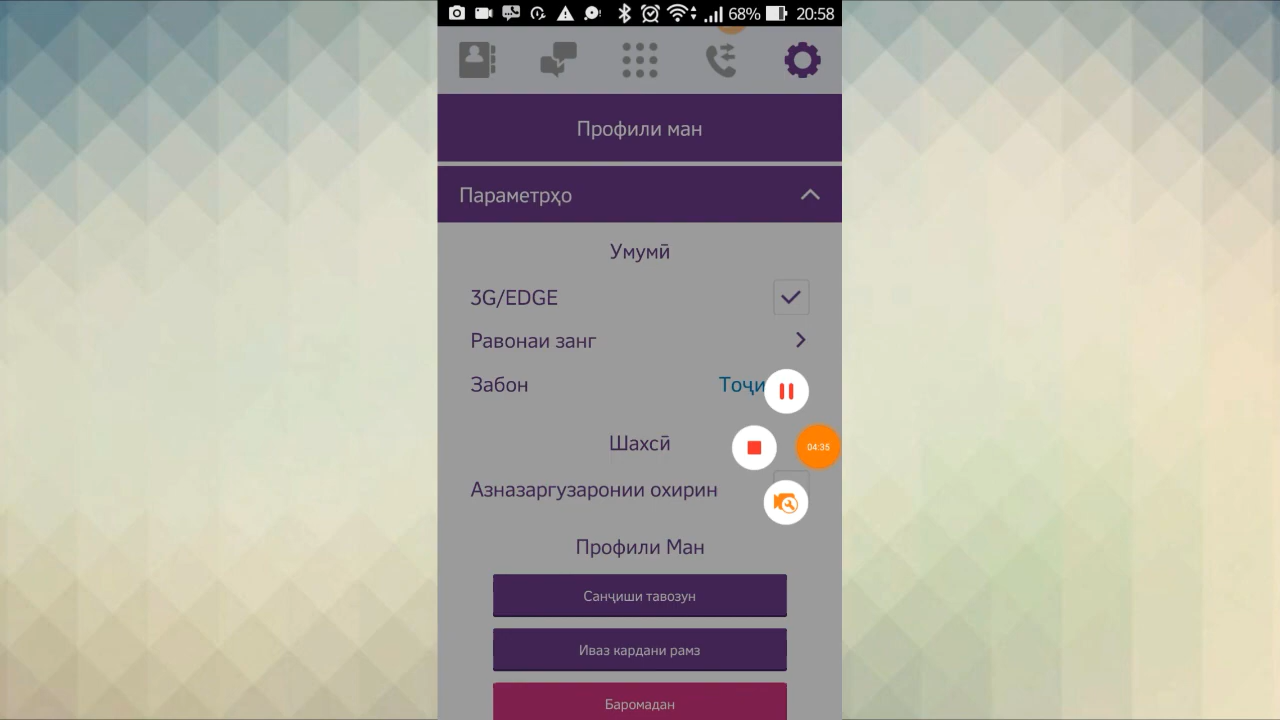 68% 20:58
Профили ман
Параметрҳо
Умумӣ
3G/EDGE
Равонаи занг
Забон
Шахсӣ
04:35
Азназаргузаронии охирин
Профили Ман
Санҷиши тавозун
Иваз кардани рамз
Баромадан